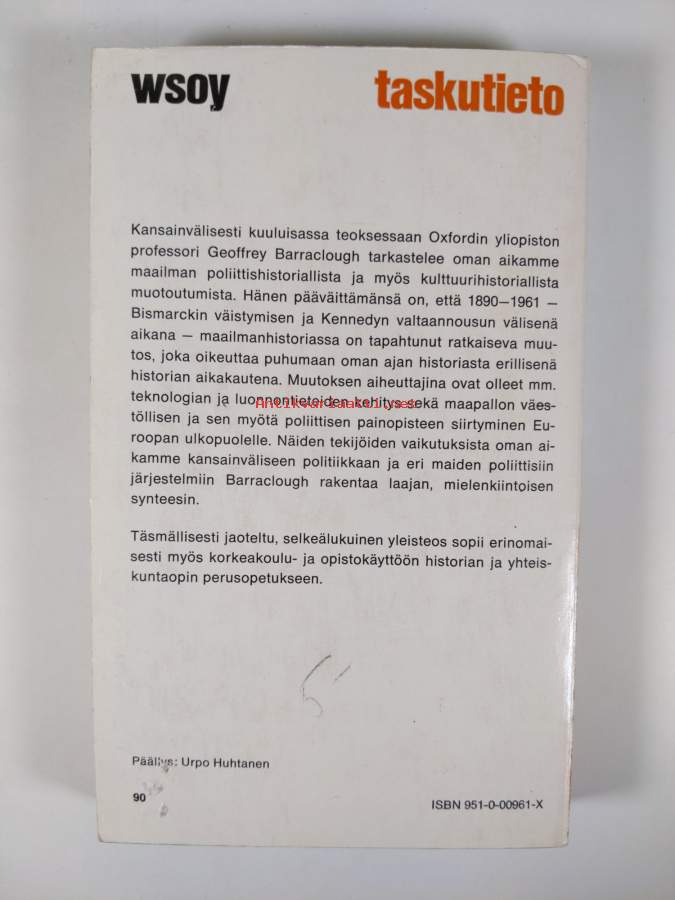 wsoy taskutieto
Kansainvälisesti kuuluisassa teoksessaan Oxfordin yliopiston
professori Geoffrey Barraclough tarkastelee oman aikamme
maailman poliittishistoriallista ja myös kulttuurihistoriallista
muotoutumista. Hänen pääväittämänsä on, että 1890—1961 —
Bismarckin väistymisen ja Kennedyn valtaannousun välisenä
aikana — maailmanhistoriassa on tapahtunut ratkaiseva muu-
tos, joka oikeuttaa puhumaan oman ajan historiasta erillisenä
historian aikakautena. Muutoksen aiheuttajina ovat olleet mm.
teknologian ja luonnontieteiden kehitys sekä maapallon väes-
Antikvariaatti.net
töllisen ja sen myötä poliittisen painopisteen siirtyminen Eu-
roopan ulkopuolelle. Näiden tekijöiden vaikutuksista oman ai-
kamme kansainväliseen politiikkaan ja eri maiden poliittisiin
järjestelmiin Barraclough rakentaa laajan, mielenkiintoisen
synteesin.
Täsmällisesti jaoteltu, selkeälukuinen yleisteos sopii erinomai-
sesti myös korkeakoulu- ja opistokäyttöön historian ja yhteis-
kuntaopin perusopetukseen.
Päällys: Urpo Huhtanen
90
ISBN 951-0-00961-X